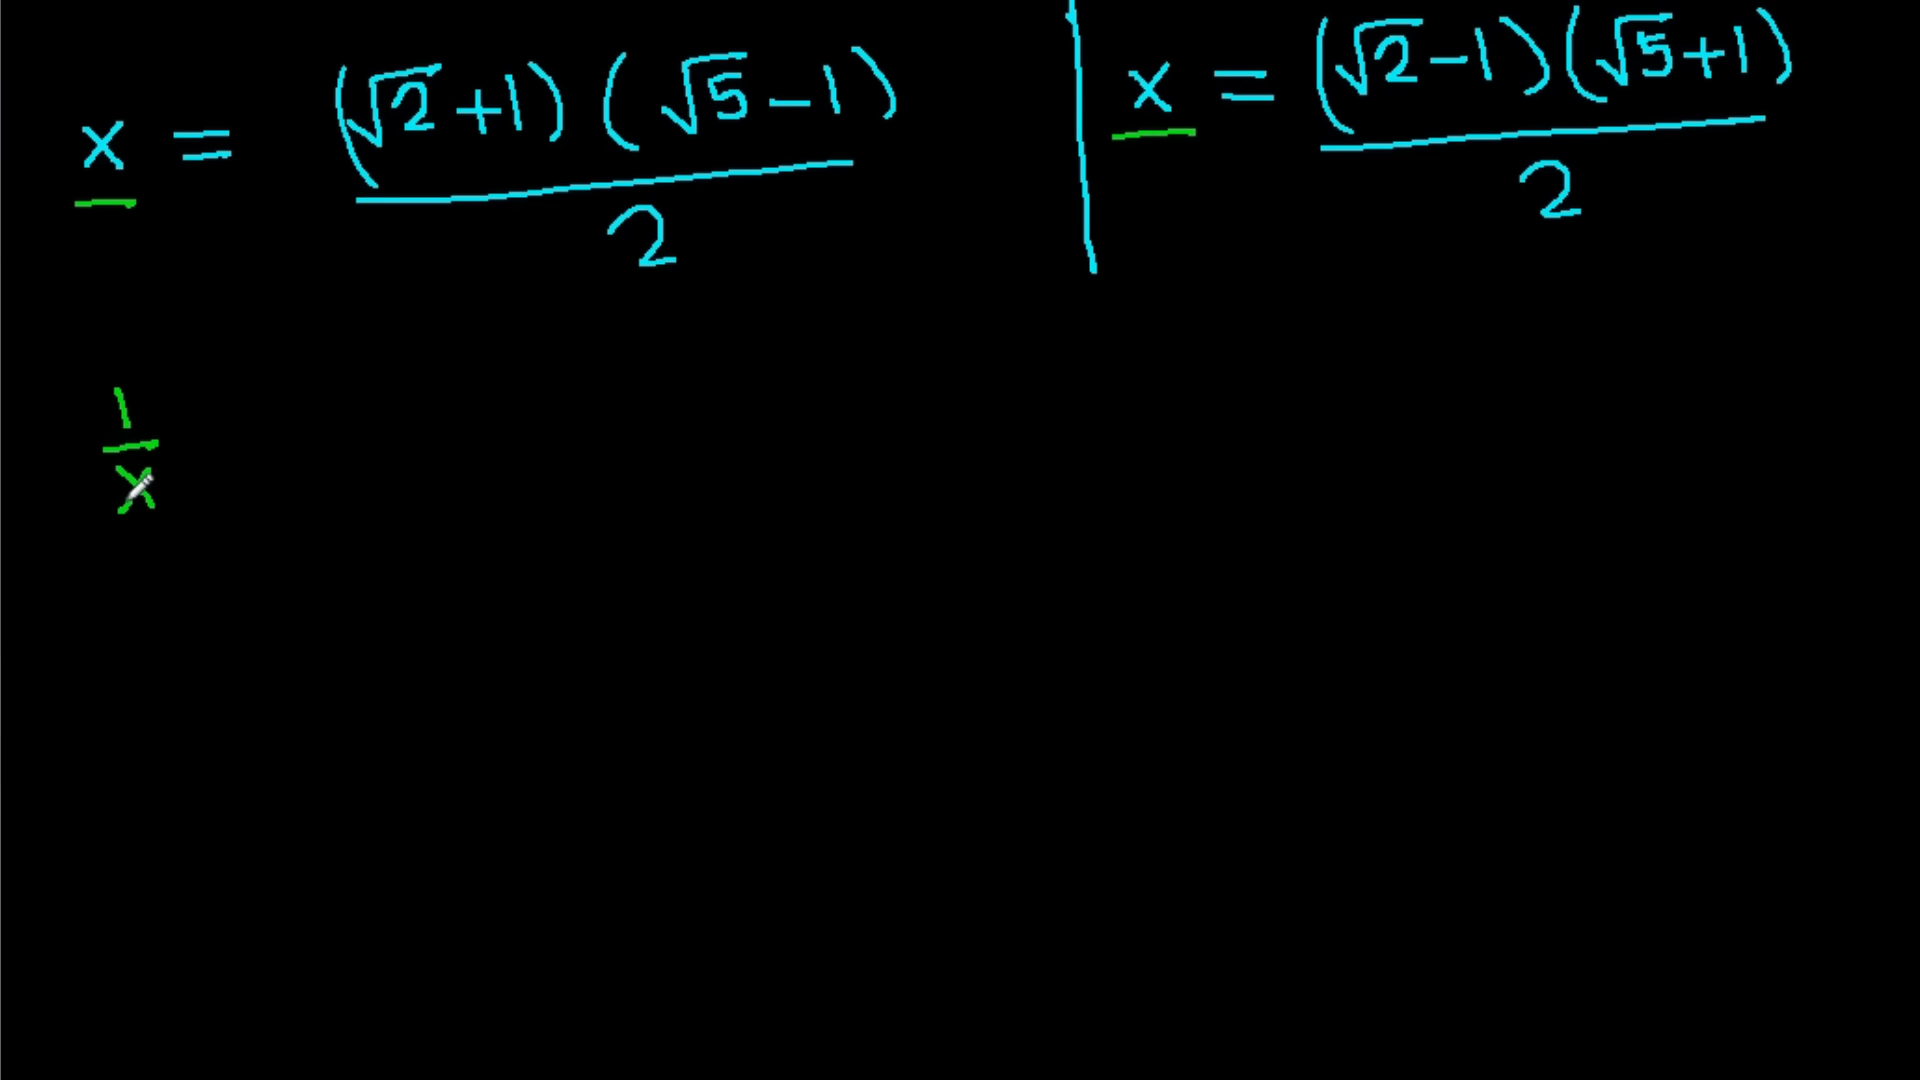 x = (√2+1)(√5-1)/2
x = (√2-1)(√5+1)/2
1/x